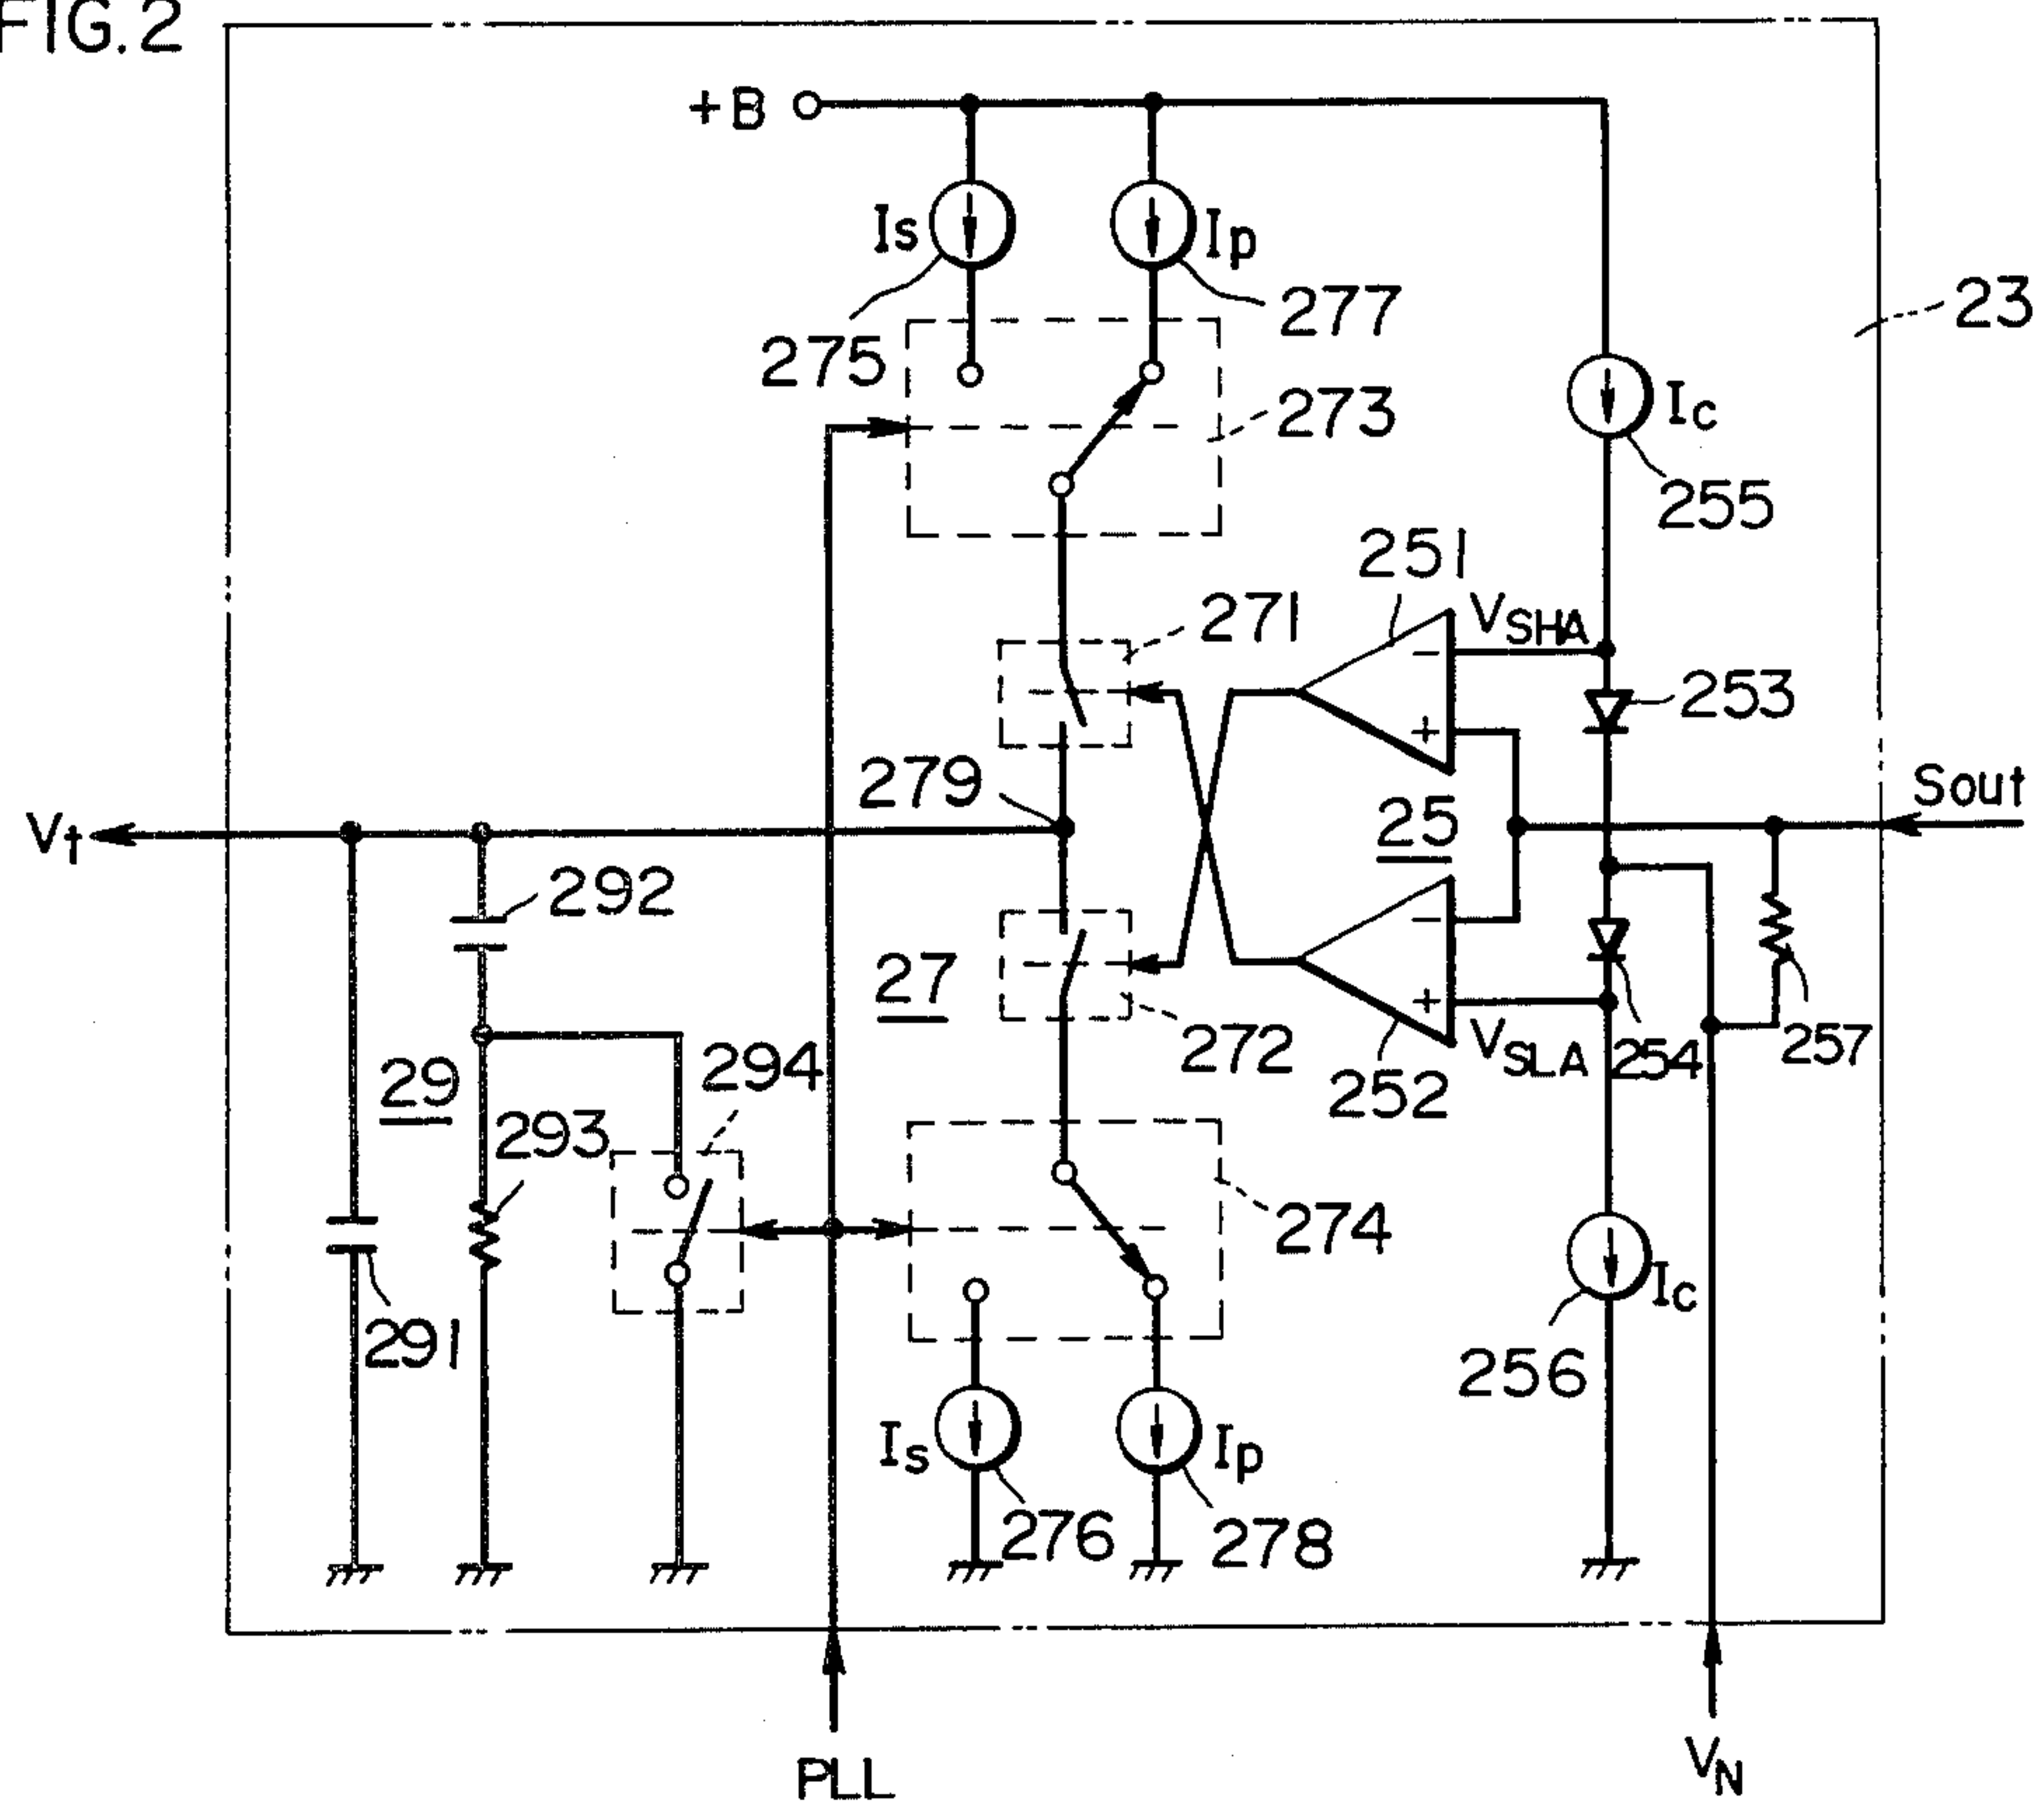 FIG.2
+B
Is
Ip
275
277
23
273
Ic
255
251
VSHA
271
253
279
Sout
25
Vt
292
27
272
VSLA
254
257
252
294
29
293
274
291
Ic
256
Is
Ip
276
278
PLL
VN
- + - +